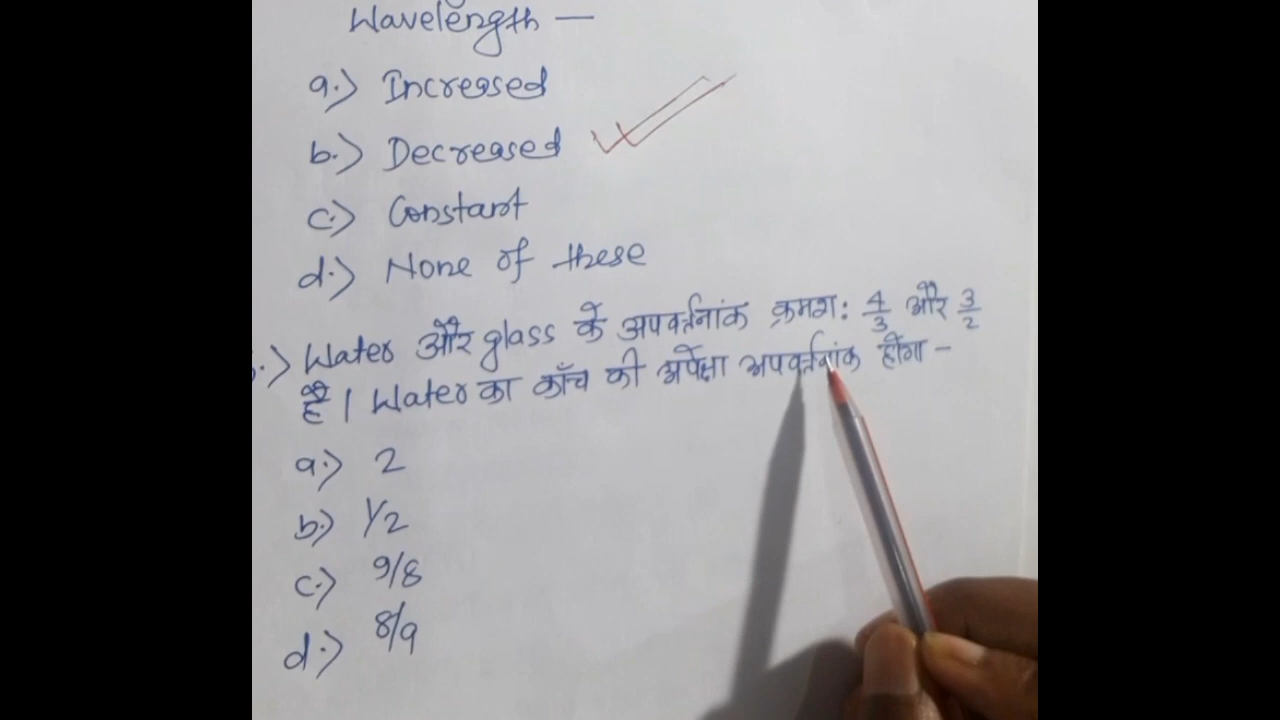 Wavelength —
a.) Increased
b.) Decreased
c.) Constant
d.) None of these
.) Water और glass के अपवर्तनांक क्रमशः 4/3 और 3/2
है। Water का काँच की अपेक्षा अपवर्तनांक होगा -
a.) 2
b.) 1/2
c.) 9/8
d.) 8/9